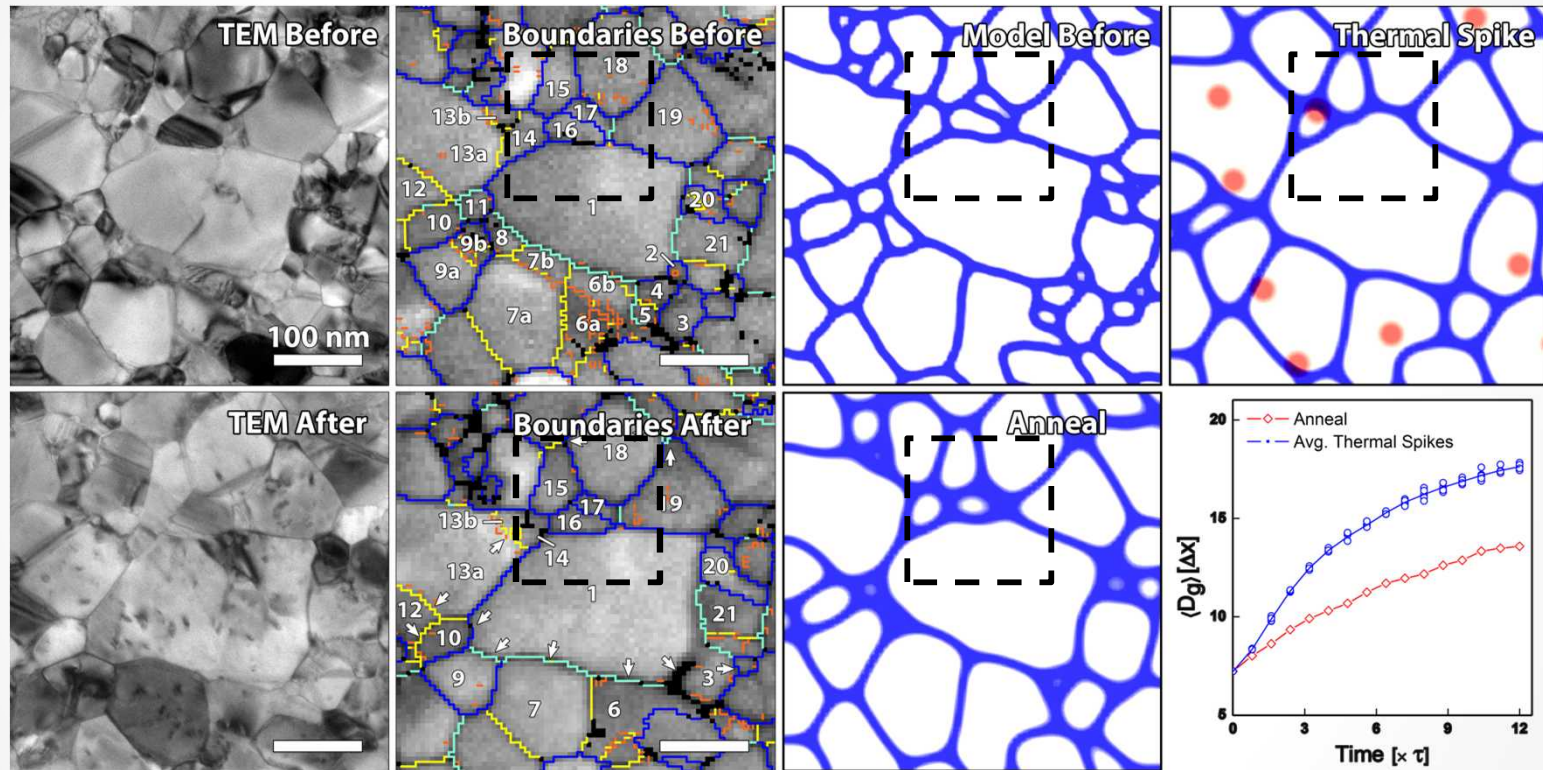 TEM Before
100 nm
Boundaries Before
18
15
17
13b
16
19
14
13a
12
1
20
11
10
8
21
9b
2
7b
9a
6b
4
5
7a
6a
3
Model Before
Thermal Spike
TEM After
Boundaries After
18
15
17
19
13b
16
14
13a
20
1
12
21
10
9
3
7
6
Anneal
20
Anneal
Avg. Thermal Spikes
15
⟨Dg⟩ [Δx]
10
5
0 3 6 9 12
Time [× τ]